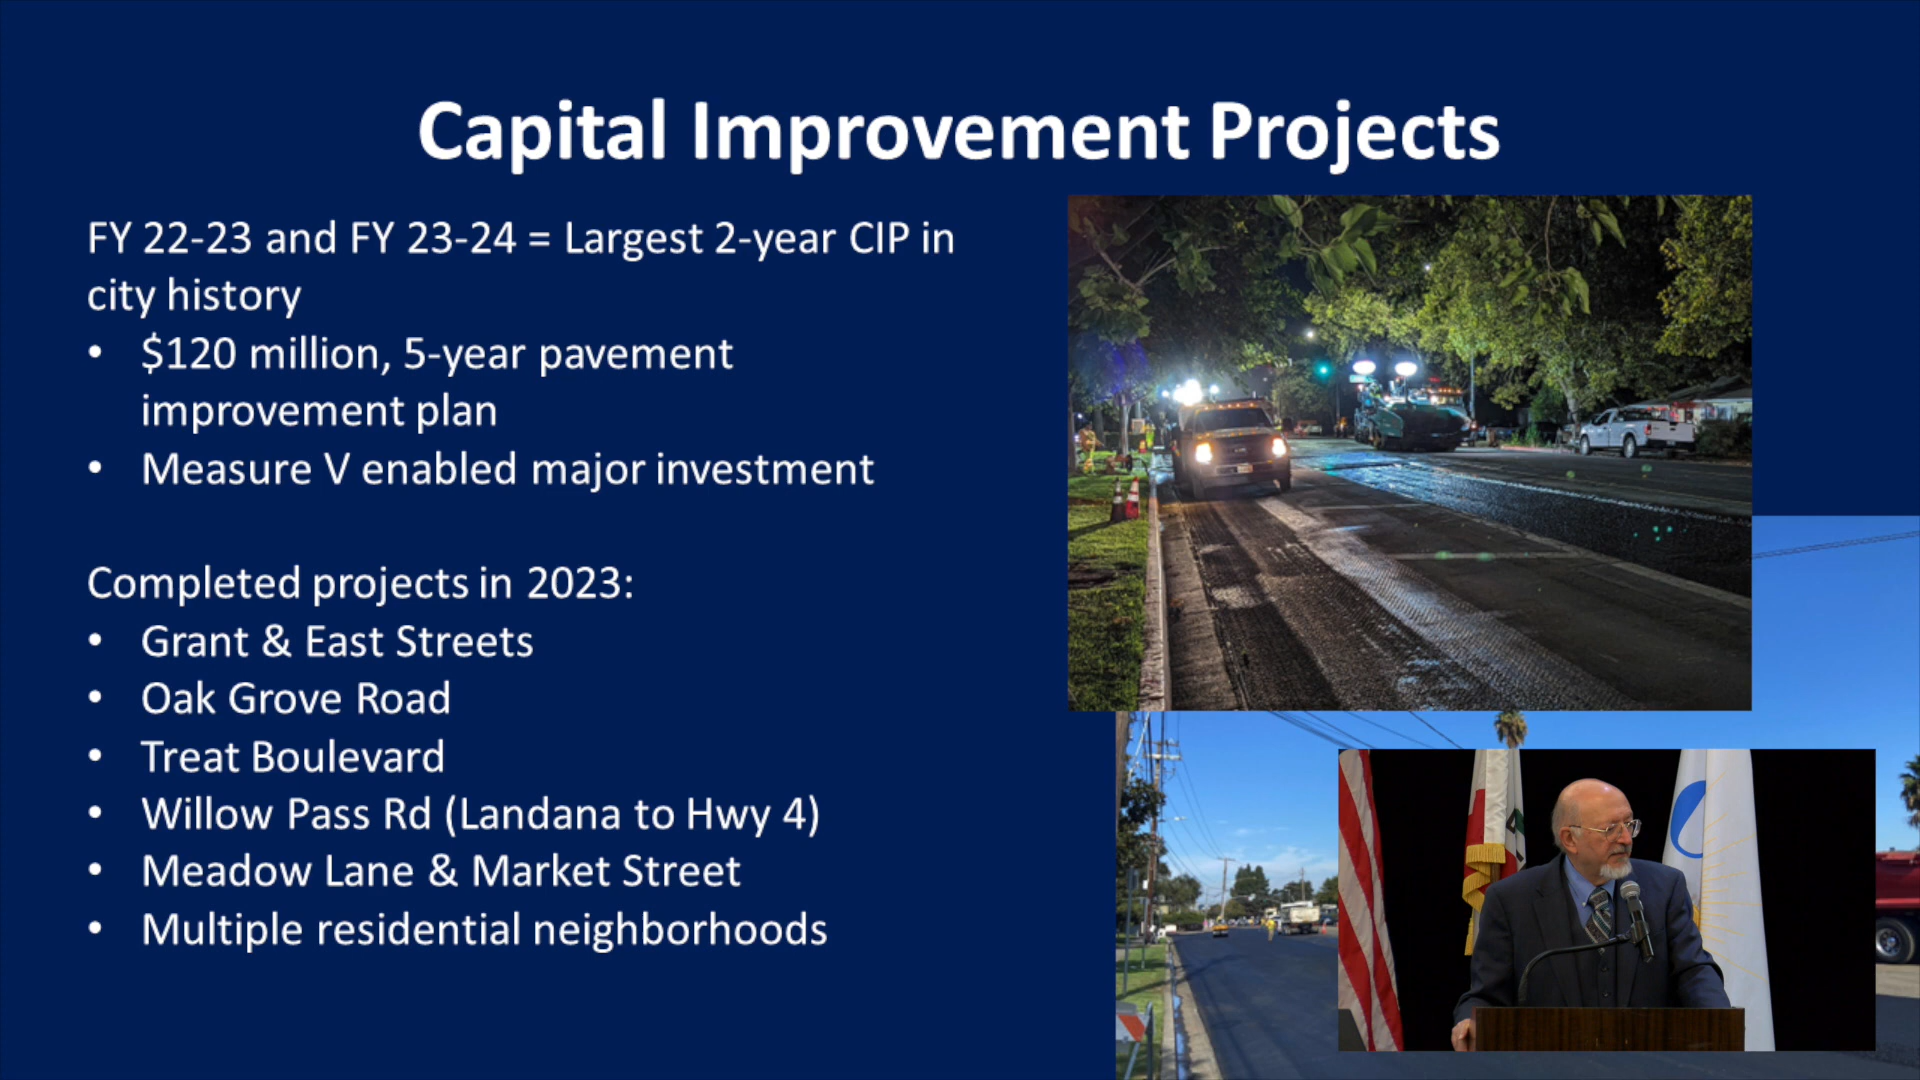 Capital Improvement Projects
FY 22-23 and FY 23-24 = Largest 2-year CIP in
city history
• $120 million, 5-year pavement
improvement plan
• Measure V enabled major investment
Completed projects in 2023:
• Grant & East Streets
• Oak Grove Road
• Treat Boulevard
• Willow Pass Rd (Landana to Hwy 4)
• Meadow Lane & Market Street
• Multiple residential neighborhoods